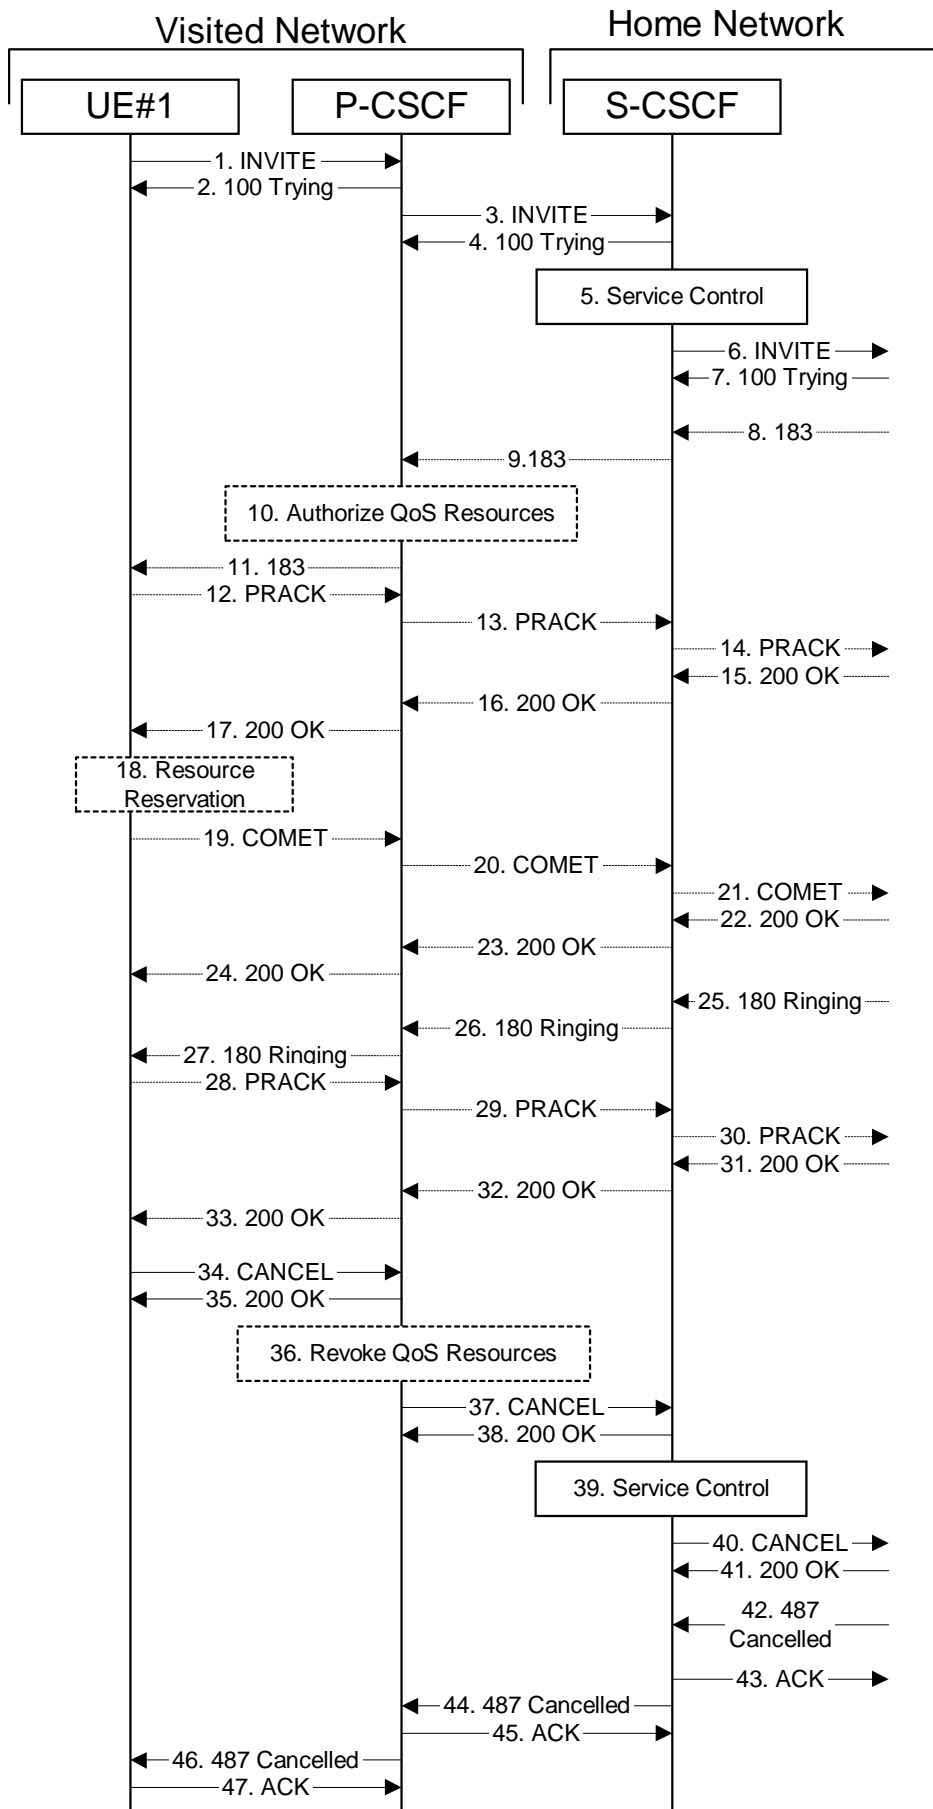 Visited Network
Home Network
UE#1
P-CSCF
S-CSCF
1. INVITE
2. 100 Trying
3. INVITE
4. 100 Trying
5. Service Control
6. INVITE
7. 100 Trying
8. 183
9.183
10. Authorize QoS Resources
11. 183
12. PRACK
13. PRACK
14. PRACK
15. 200 OK
16. 200 OK
17. 200 OK
18. Resource
Reservation
19. COMET
20. COMET
21. COMET
22. 200 OK
23. 200 OK
24. 200 OK
25. 180 Ringing
26. 180 Ringing
27. 180 Ringing
28. PRACK
29. PRACK
30. PRACK
31. 200 OK
32. 200 OK
33. 200 OK
34. CANCEL
35. 200 OK
36. Revoke QoS Resources
37. CANCEL
38. 200 OK
39. Service Control
40. CANCEL
41. 200 OK
42. 487
Cancelled
43. ACK
44. 487 Cancelled
45. ACK
46. 487 Cancelled
47. ACK